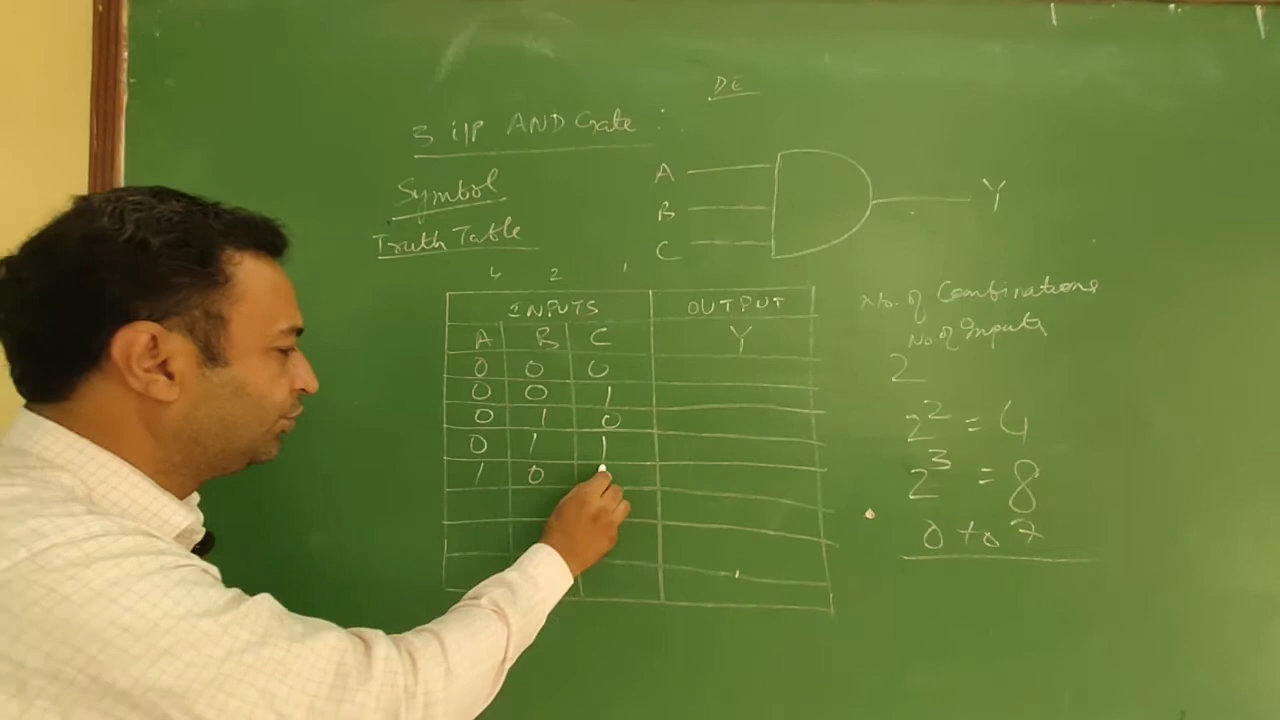 DE
3 i/p AND Gate :
Symbol
A
B
C
Y
Truth Table
4 2 1
INPUTS OUTPUT
A B C Y
0 0 0
0 0 1
0 1 0
0 1 1
1 0
No. of Combinations
No of Inputs
2
2² = 4
2³ = 8
0 to 7